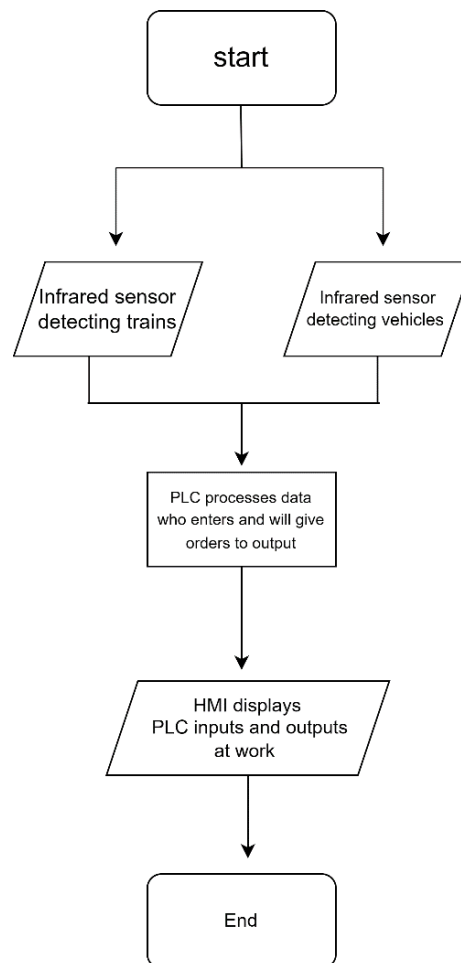 start
Infrared sensor
detecting trains
Infrared sensor
detecting vehicles
PLC processes data
who enters and will give
orders to output
HMI displays
PLC inputs and outputs
at work
End